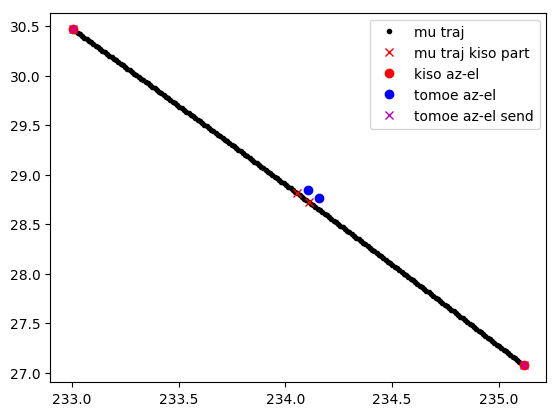 30.5
30.0
29.5
29.0
28.5
28.0
27.5
27.0
233.0 233.5 234.0 234.5 235.0
mu traj
mu traj kiso part
kiso az-el
tomoe az-el
tomoe az-el send